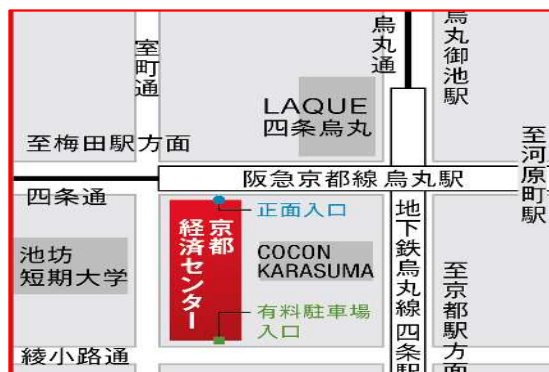 室町通
烏丸通
烏丸御池駅
LAQUE
四条烏丸
至梅田駅方面
至河原町駅
阪急京都線 烏丸駅
四条通
正面入口
京都
経済センター
池坊
短期大学
COCON
KARASUMA
地下鉄烏丸線 四条駅
至京都駅方面
有料駐車場
入口
綾小路通